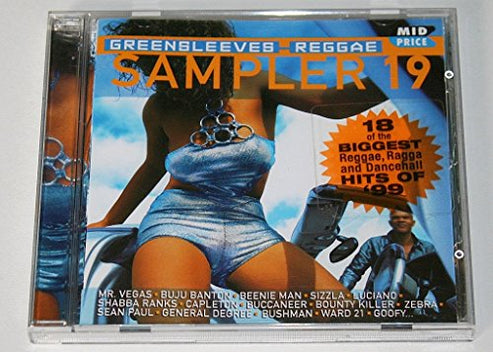 GREENSLEEVES - REGGAE
MID
PRICE
SAMPLER 19
18
of the
BIGGEST
Reggae, Ragga
and Dancehall
HITS OF
'99
MR. VEGAS • BUJU BANTON • BEENIE MAN • SIZZLA • LUCIANO •
SHABBA RANKS • CAPLETON • BUCCANEER • BOUNTY KILLER • ZEBRA •
SEAN PAUL • GENERAL DEGREE • BUSHMAN • WARD 21 • GOOFY...